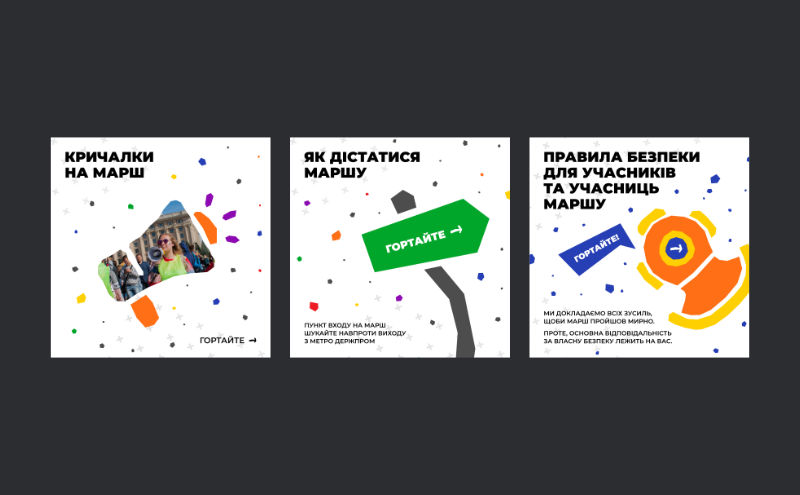 КРИЧАЛКИ
НА МАРШ
ГОРТАЙТЕ →
ЯК ДІСТАТИСЯ
МАРШУ
ГОРТАЙТЕ →
ПУНКТ ВХОДУ НА МАРШ
ШУКАЙТЕ НАВПРОТИ ВИХОДУ
З МЕТРО ДЕРЖПРОМ
ПРАВИЛА БЕЗПЕКИ
ДЛЯ УЧАСНИКІВ
ТА УЧАСНИЦЬ
МАРШУ
ГОРТАЙТЕ!
→
МИ ДОКЛАДАЄМО ВСІХ ЗУСИЛЬ,
ЩОБИ МАРШ ПРОЙШОВ МИРНО.
ПРОТЕ, ОСНОВНА ВІДПОВІДАЛЬНІСТЬ
ЗА ВЛАСНУ БЕЗПЕКУ ЛЕЖИТЬ НА ВАС.